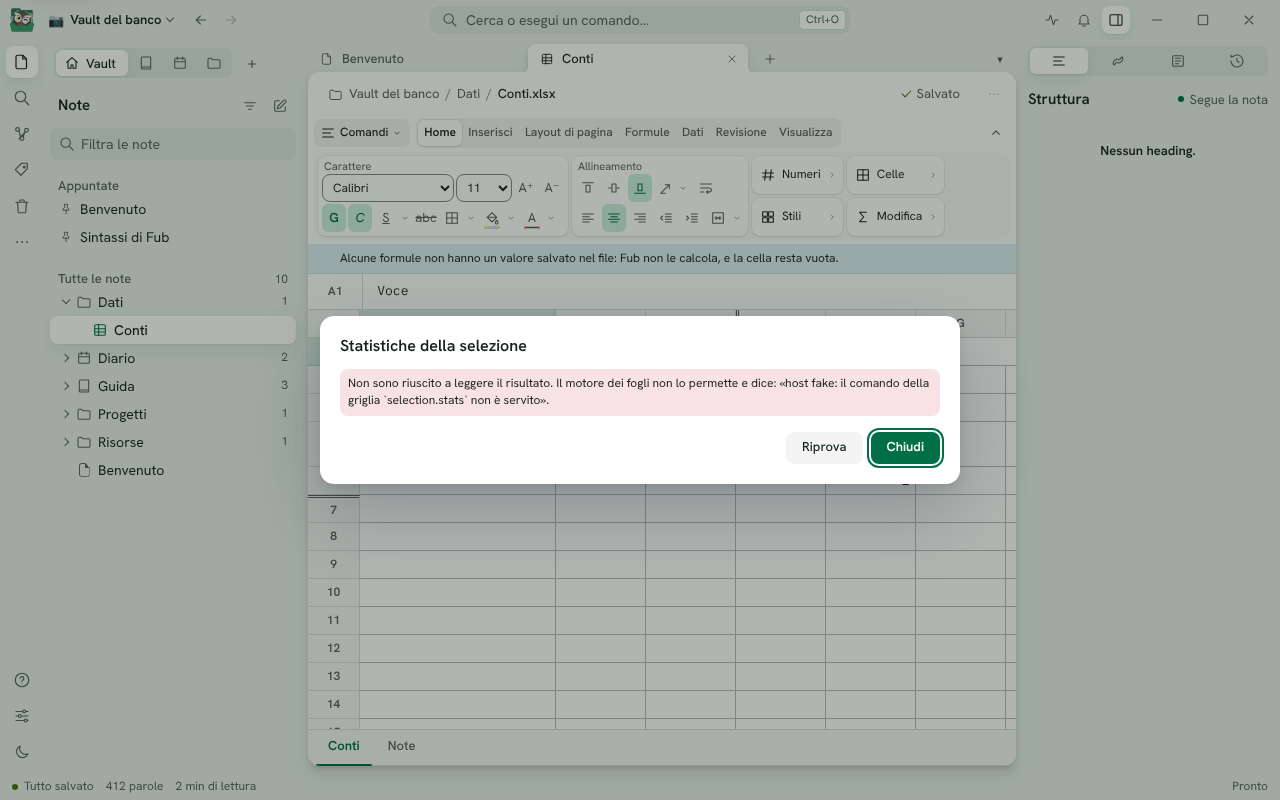 Vault del banco
Cerca o esegui un comando...
Ctrl+O
Vault
Benvenuto
Conti
Note
Filtra le note
Appuntate
Benvenuto
Sintassi di Fub
Tutte le note 10
Dati 1
Conti
Diario 2
Guida 3
Progetti 1
Risorse 1
Benvenuto
Vault del banco / Dati / Conti.xlsx
Salvato
Comandi
Home Inserisci Layout di pagina Formule Dati Revisione Visualizza
Carattere
Calibri 11 A⁺ A⁻
G C S abc A
Allineamento
Numeri
Celle
Stili
Modifica
Alcune formule non hanno un valore salvato nel file: Fub non le calcola, e la cella resta vuota.
A1 Voce
G
Statistiche della selezione
Non sono riuscito a leggere il risultato. Il motore dei fogli non lo permette e dice: «host fake: il comando della
griglia `selection.stats` non è servito».
Riprova
Chiudi
7
8
9
10
11
12
13
14
Conti Note
Struttura
Segue la nota
Nessun heading.
Tutto salvato 412 parole 2 min di lettura
Pronto